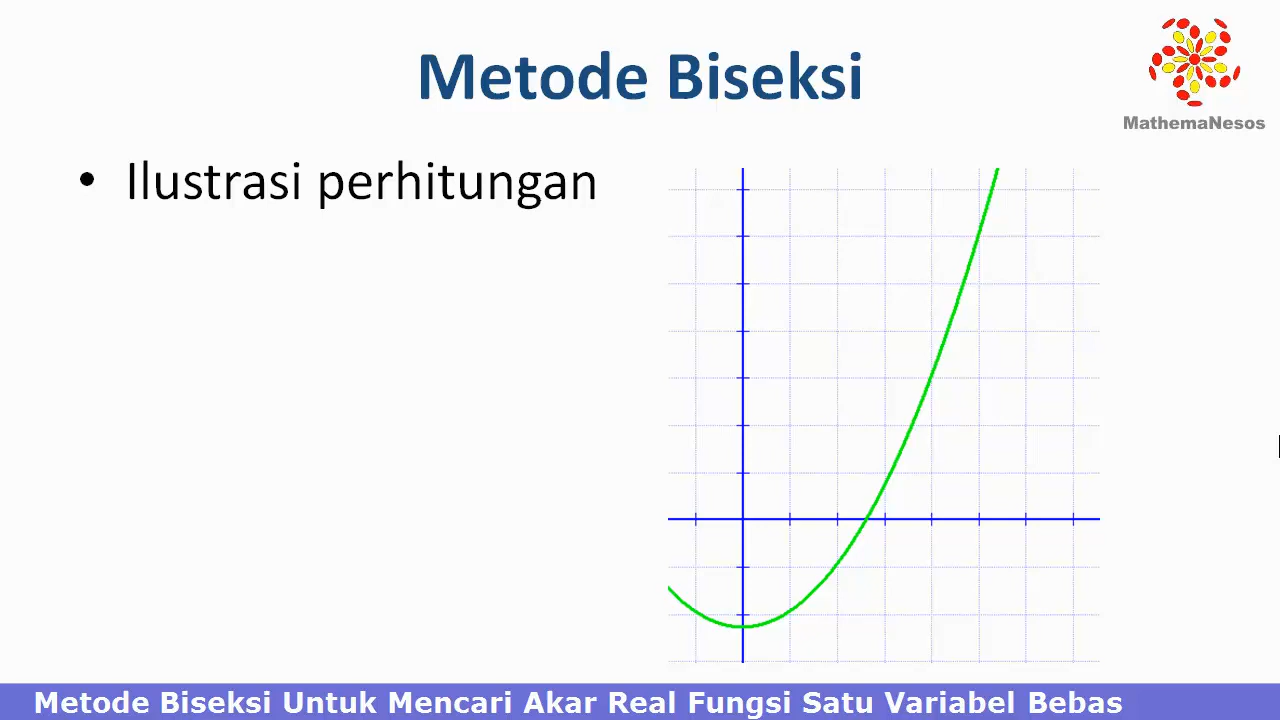 Metode Biseksi
MathemaNesos
• Ilustrasi perhitungan
Metode Biseksi Untuk Mencari Akar Real Fungsi Satu Variabel Bebas